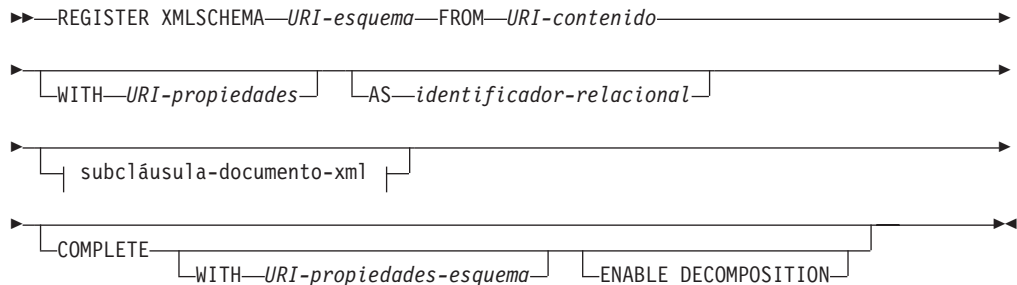 REGISTER XMLSCHEMA URI-esquema FROM URI-contenido
WITH URI-propiedades AS identificador-relacional
subcláusula-documento-xml
COMPLETE
WITH URI-propiedades-esquema ENABLE DECOMPOSITION